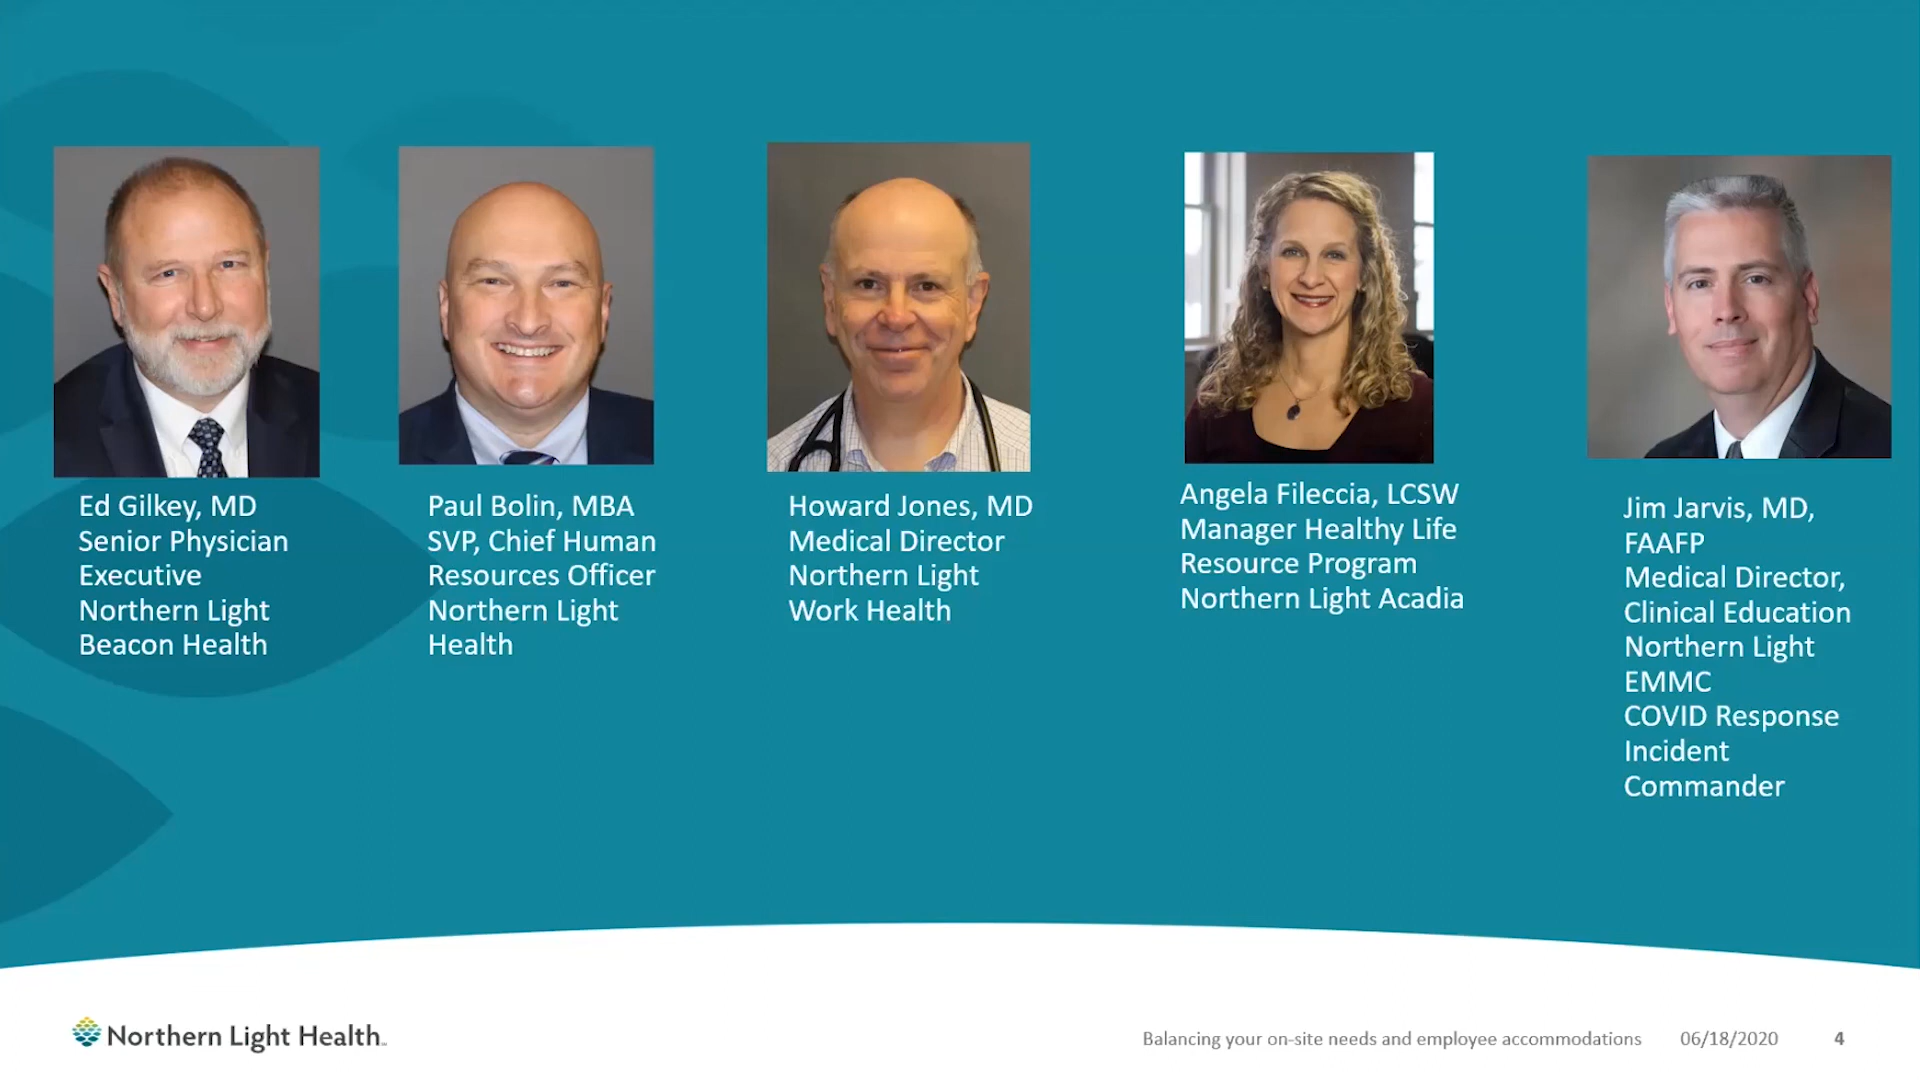 Ed Gilkey, MD
Senior Physician
Executive
Northern Light
Beacon Health
Paul Bolin, MBA
SVP, Chief Human
Resources Officer
Northern Light
Health
Howard Jones, MD
Medical Director
Northern Light
Work Health
Angela Fileccia, LCSW
Manager Healthy Life
Resource Program
Northern Light Acadia
Jim Jarvis, MD,
FAAFP
Medical Director,
Clinical Education
Northern Light
EMMC
COVID Response
Incident
Commander
Northern Light Health
Balancing your on-site needs and employee accommodations 06/18/2020 4